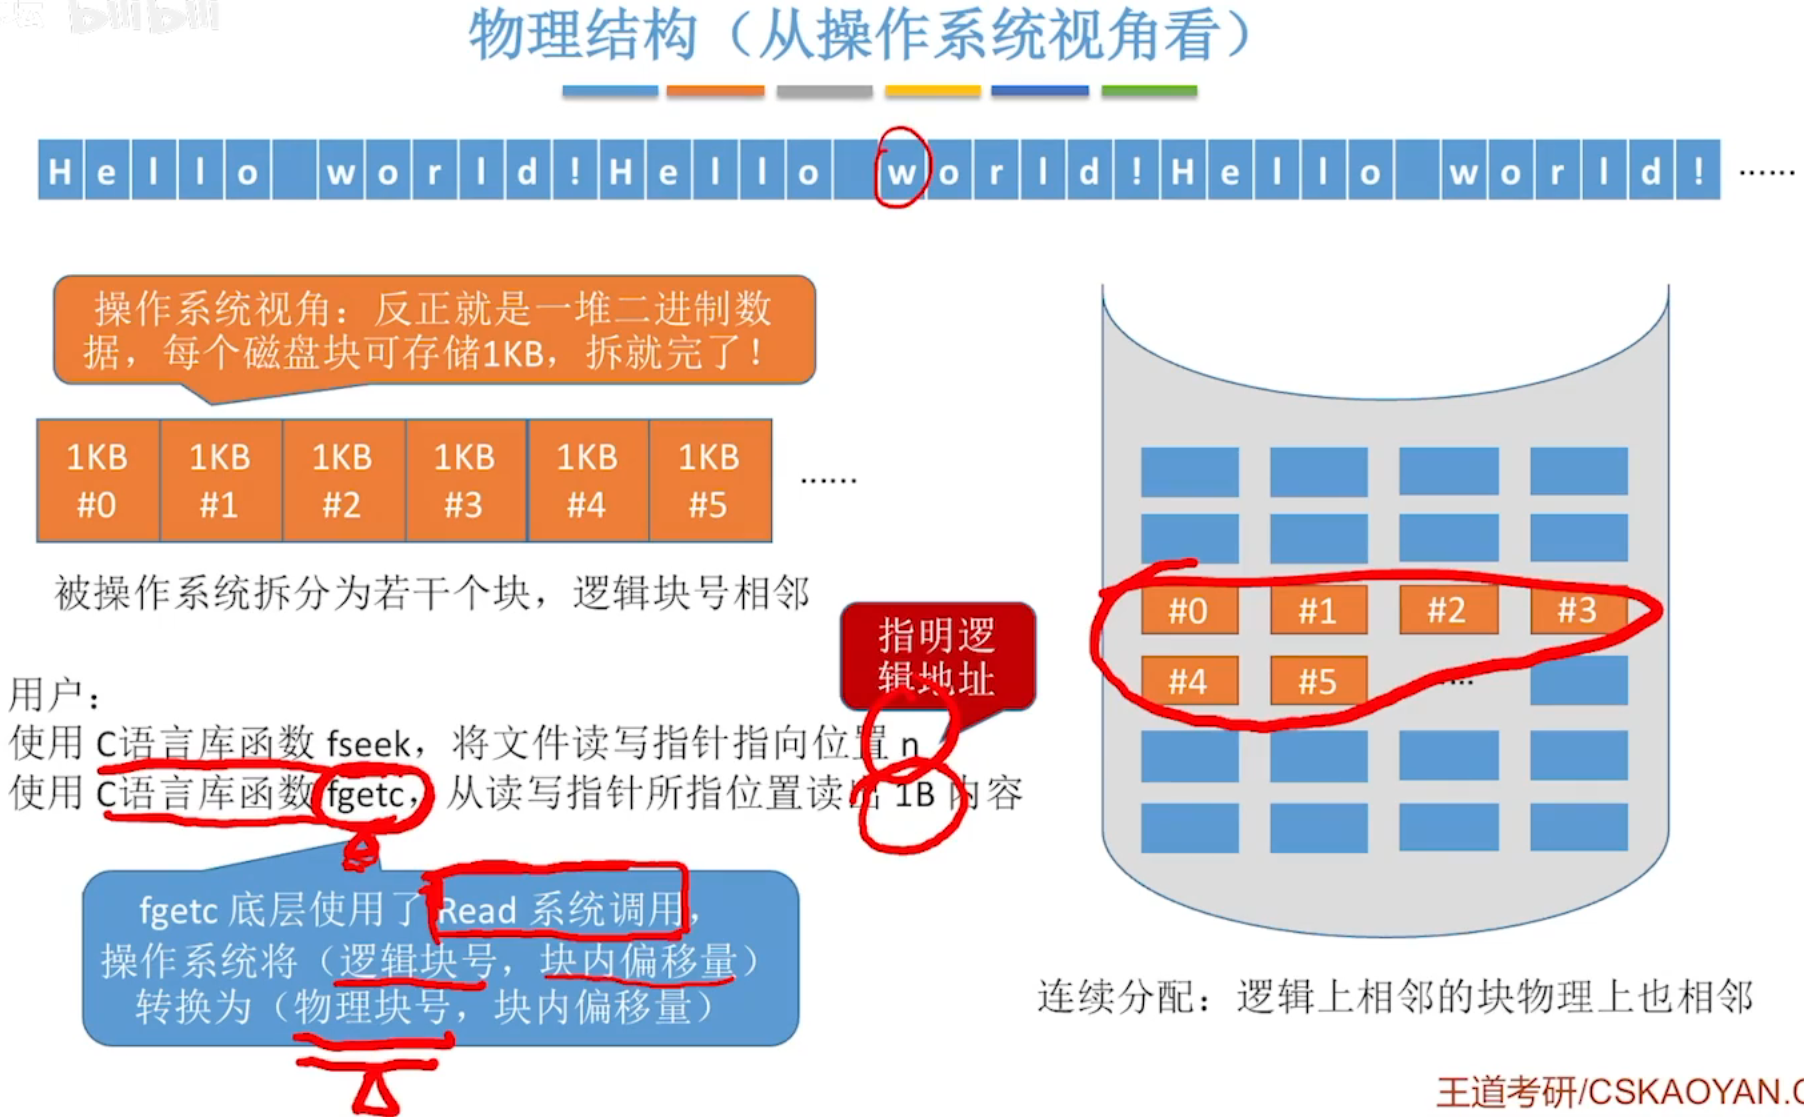 bilibili
物理结构（从操作系统视角看）
Hello world!Hello world!Hello world! ······
操作系统视角：反正就是一堆二进制数
据，每个磁盘块可存储1KB，拆就完了！
1KB 1KB 1KB 1KB 1KB 1KB
#0 #1 #2 #3 #4 #5 ······
被操作系统拆分为若干个块，逻辑块号相邻
指明逻
辑地址
用户：
使用 C语言库函数 fseek，将文件读写指针指向位置 n
使用 C语言库函数 fgetc，从读写指针所指位置读出 1B 内容
fgetc 底层使用了 Read 系统调用，
操作系统将（逻辑块号，块内偏移量）
转换为（物理块号，块内偏移量）
#0 #1 #2 #3
#4 #5 ······
连续分配：逻辑上相邻的块物理上也相邻
王道考研/CSKAOYAN.C